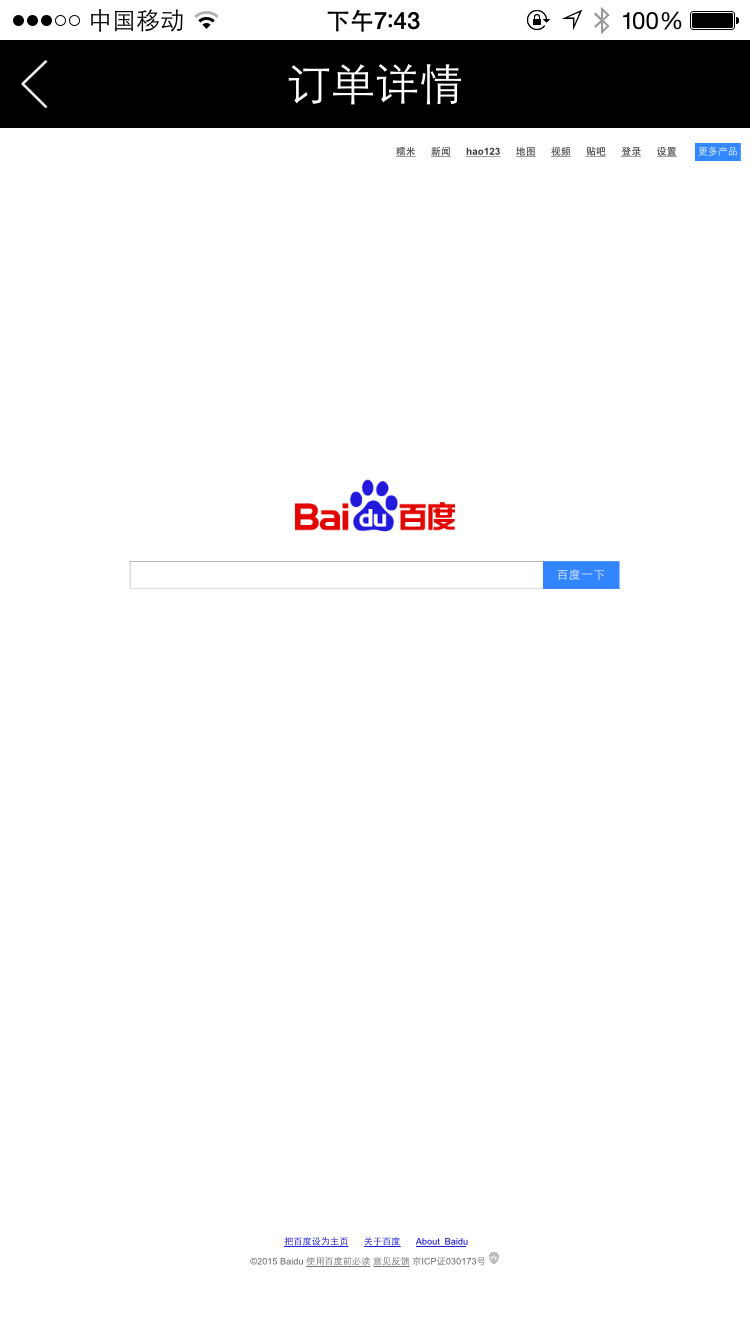 中国移动 下午7:43 100%
订单详情
糯米 新闻 hao123 地图 视频 贴吧 登录 设置 更多产品
Bai du 百度
百度一下
把百度设为主页 关于百度 About Baidu
©2015 Baidu 使用百度前必读 意见反馈 京ICP证030173号